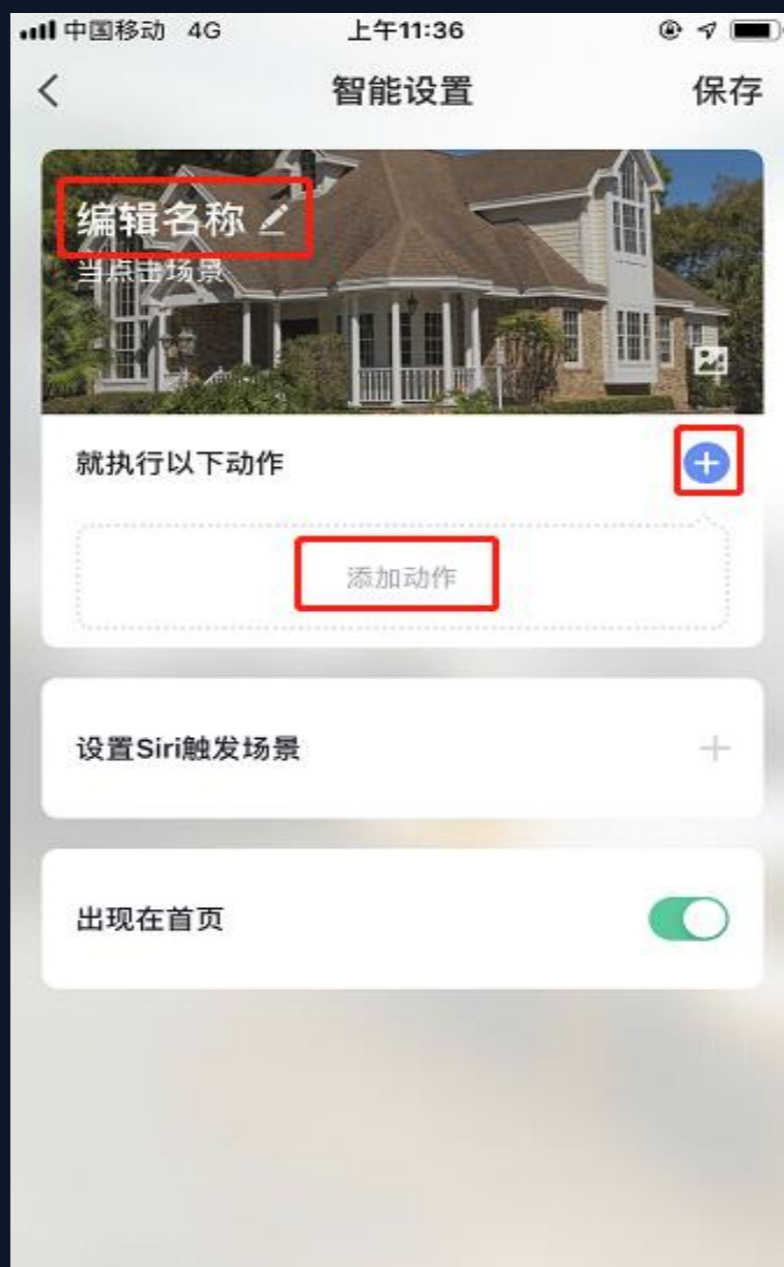 中国移动 4G 上午11:36
智能设置 保存
编辑名称
当点击场景
就执行以下动作
添加动作
设置Siri触发场景
出现在首页